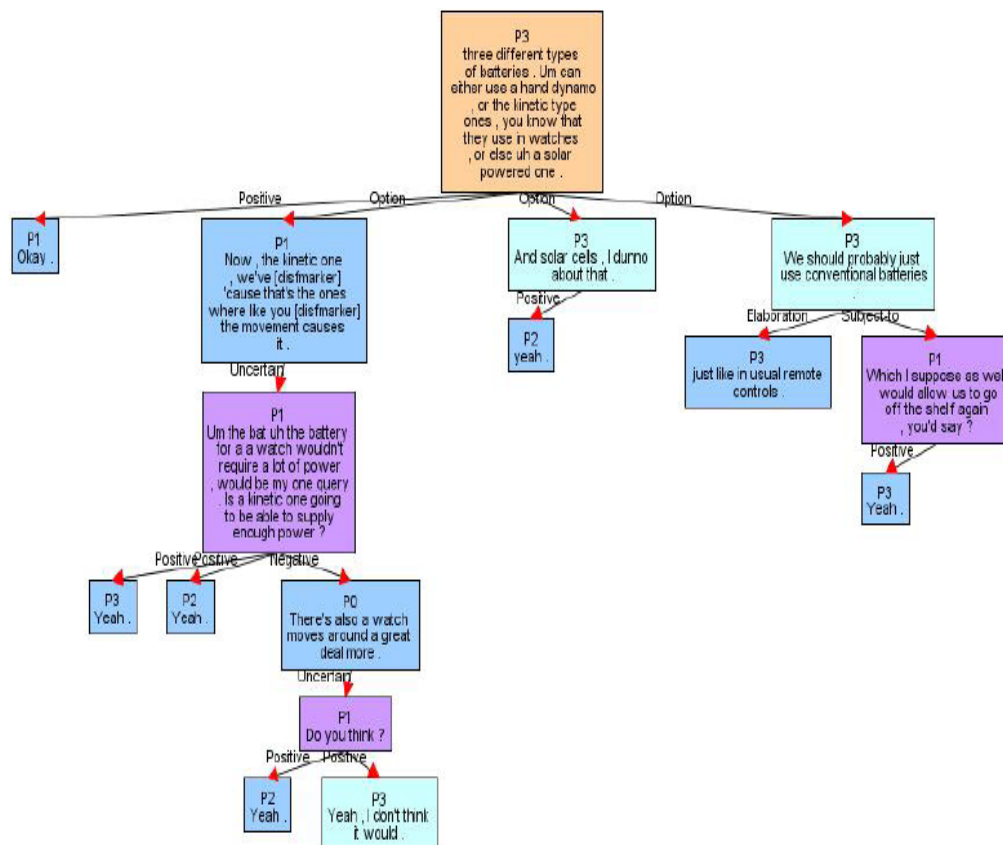 P3
three different types
of batteries . Um can
either use a hand dynamo
, or the kinetic type
ones , you know that
they use in watches
, or else uh a solar
powered one .
Positive
Option
Option
Option
P1
Okay .
P1
Now , the kinetic one
, we've [disfmarker]
'cause that's the ones
where like you [disfmarker]
the movement causes
it .
P3
And solar cells , I dunno
about that .
P3
We should probably just
use conventional batteries
.
Uncertain
Positive
Elaboration
Subject-to
P2
yeah .
P3
just like in usual remote
controls .
P1
Which I suppose as well
would allow us to go
off the shelf again
, you'd say ?
P1
Um the bat uh the battery
for a a watch wouldn't
require a lot of power
, would be my one query
. Is a kinetic one going
to be able to supply
enough power ?
Positive
P3
Yeah .
Positive
Positive
Negative
P3
Yeah .
P2
Yeah .
P0
There's also a watch
moves around a great
deal more .
Uncertain
P1
Do you think ?
Positive
Positive
P2
Yeah .
P3
Yeah , I don't think
it would .